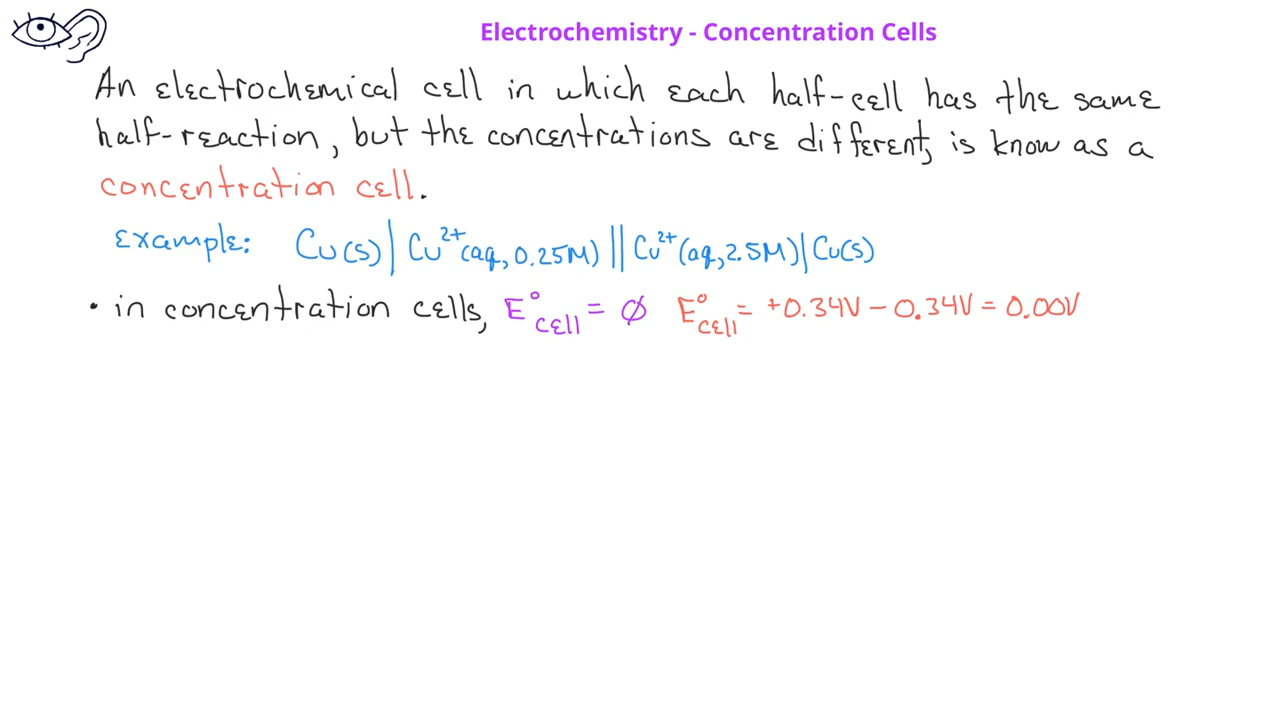 Electrochemistry - Concentration Cells
An electrochemical cell in which each half-cell has the same
half-reaction, but the concentrations are different, is know as a
concentration cell.
example: Cu(s) | Cu²⁺(aq, 0.25M) || Cu²⁺(aq, 2.5M) | Cu(s)
• in concentration cells, E°cell = ∅ E°cell = +0.34V - 0.34V = 0.00V